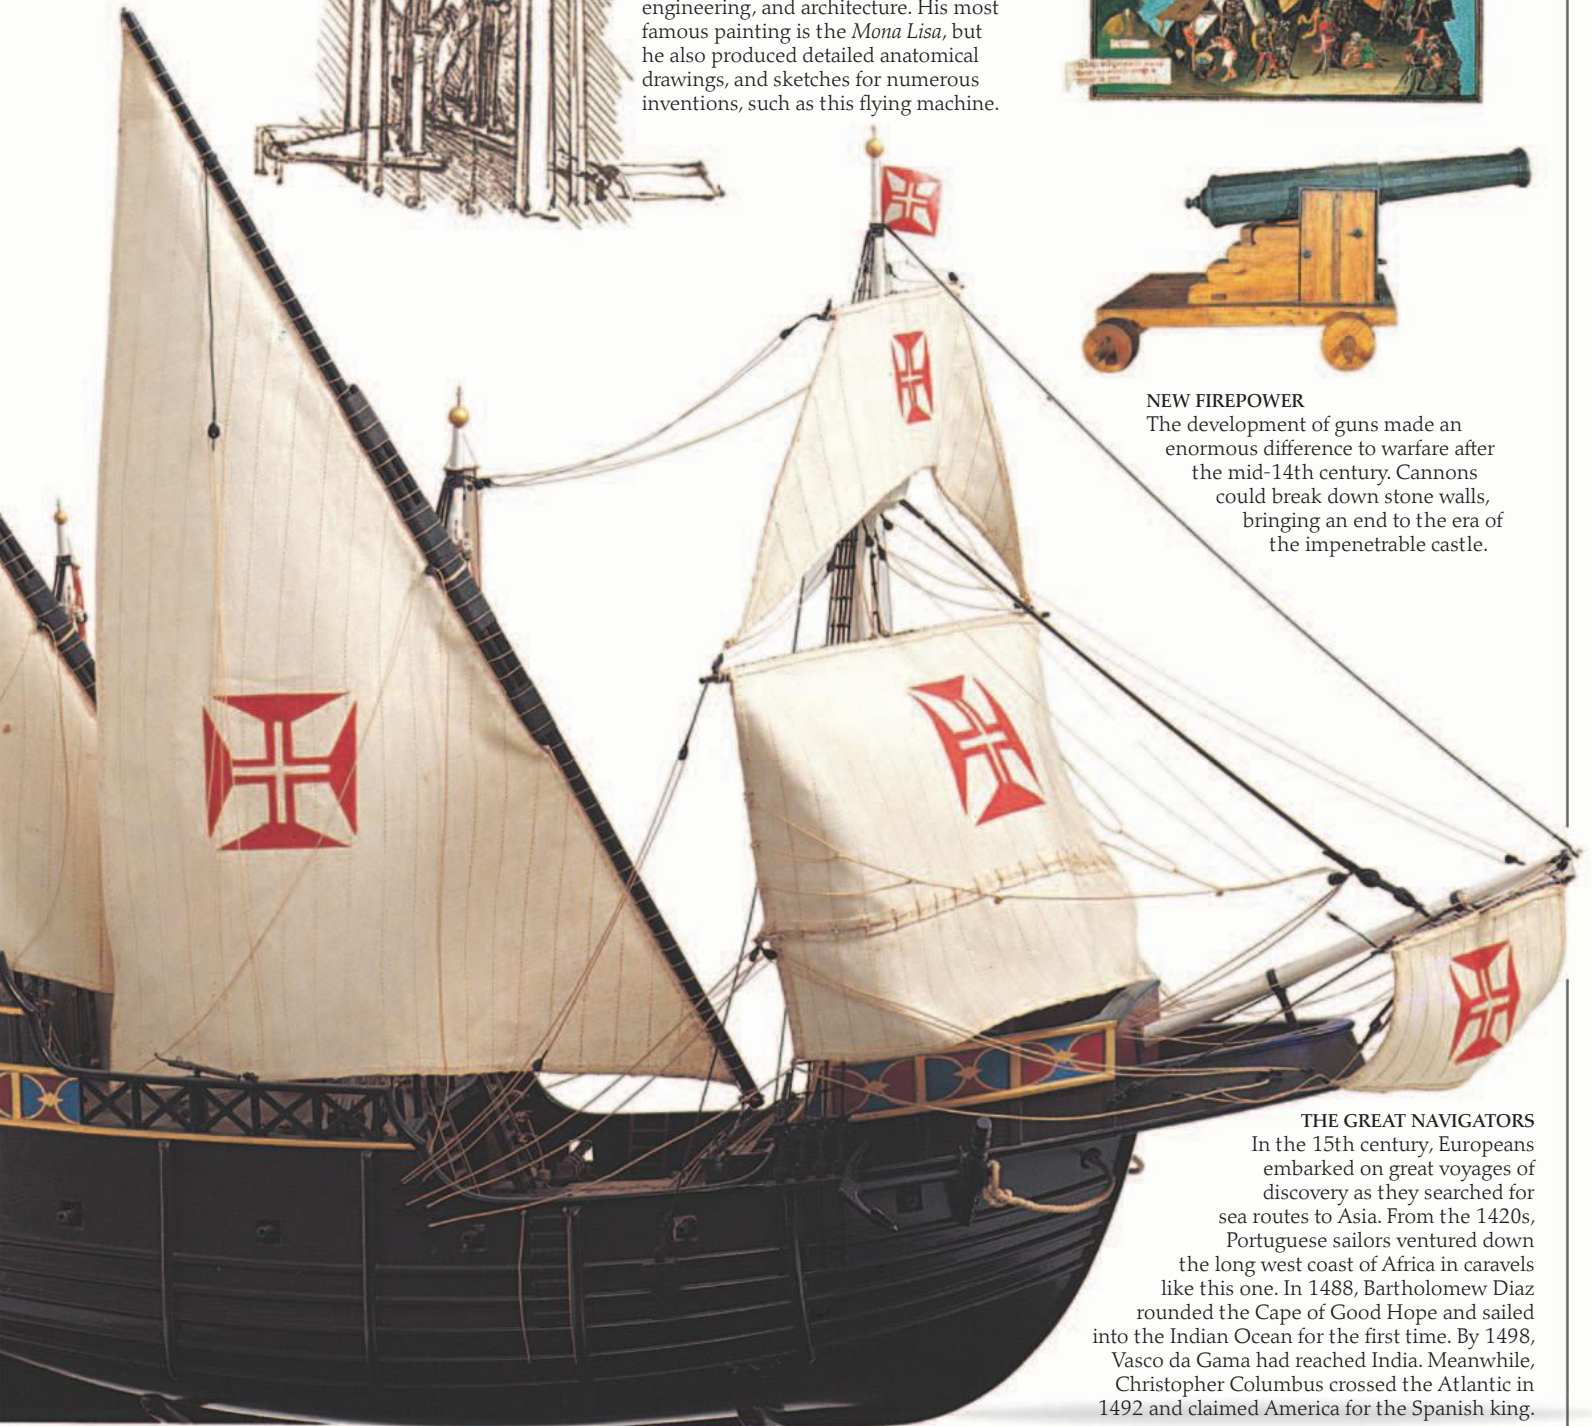 engineering, and architecture. His most
famous painting is the Mona Lisa, but
he also produced detailed anatomical
drawings, and sketches for numerous
inventions, such as this flying machine.
NEW FIREPOWER
The development of guns made an
enormous difference to warfare after
the mid-14th century. Cannons
could break down stone walls,
bringing an end to the era of
the impenetrable castle.
THE GREAT NAVIGATORS
In the 15th century, Europeans
embarked on great voyages of
discovery as they searched for
sea routes to Asia. From the 1420s,
Portuguese sailors ventured down
the long west coast of Africa in caravels
like this one. In 1488, Bartholomew Diaz
rounded the Cape of Good Hope and sailed
into the Indian Ocean for the first time. By 1498,
Vasco da Gama had reached India. Meanwhile,
Christopher Columbus crossed the Atlantic in
1492 and claimed America for the Spanish king.